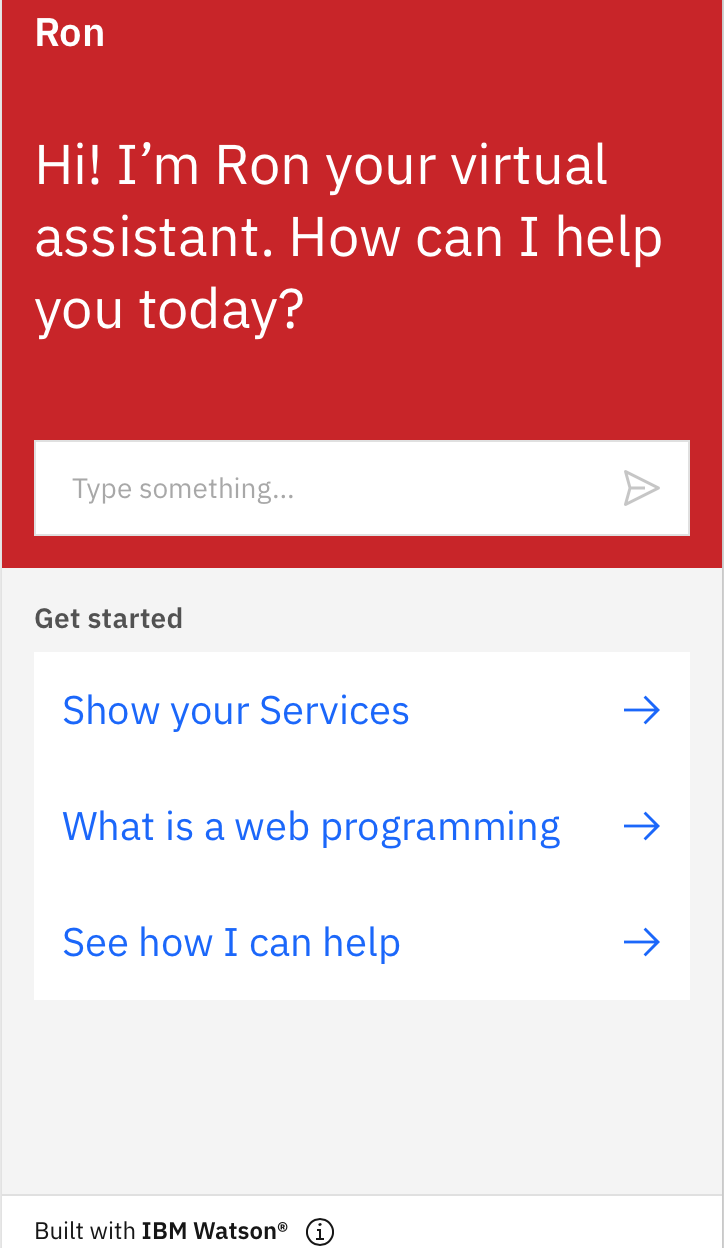 Ron
Hi! I’m Ron your virtual
assistant. How can I help
you today?
Type something...
Get started
Show your Services
What is a web programming
See how I can help
Built with IBM Watson®